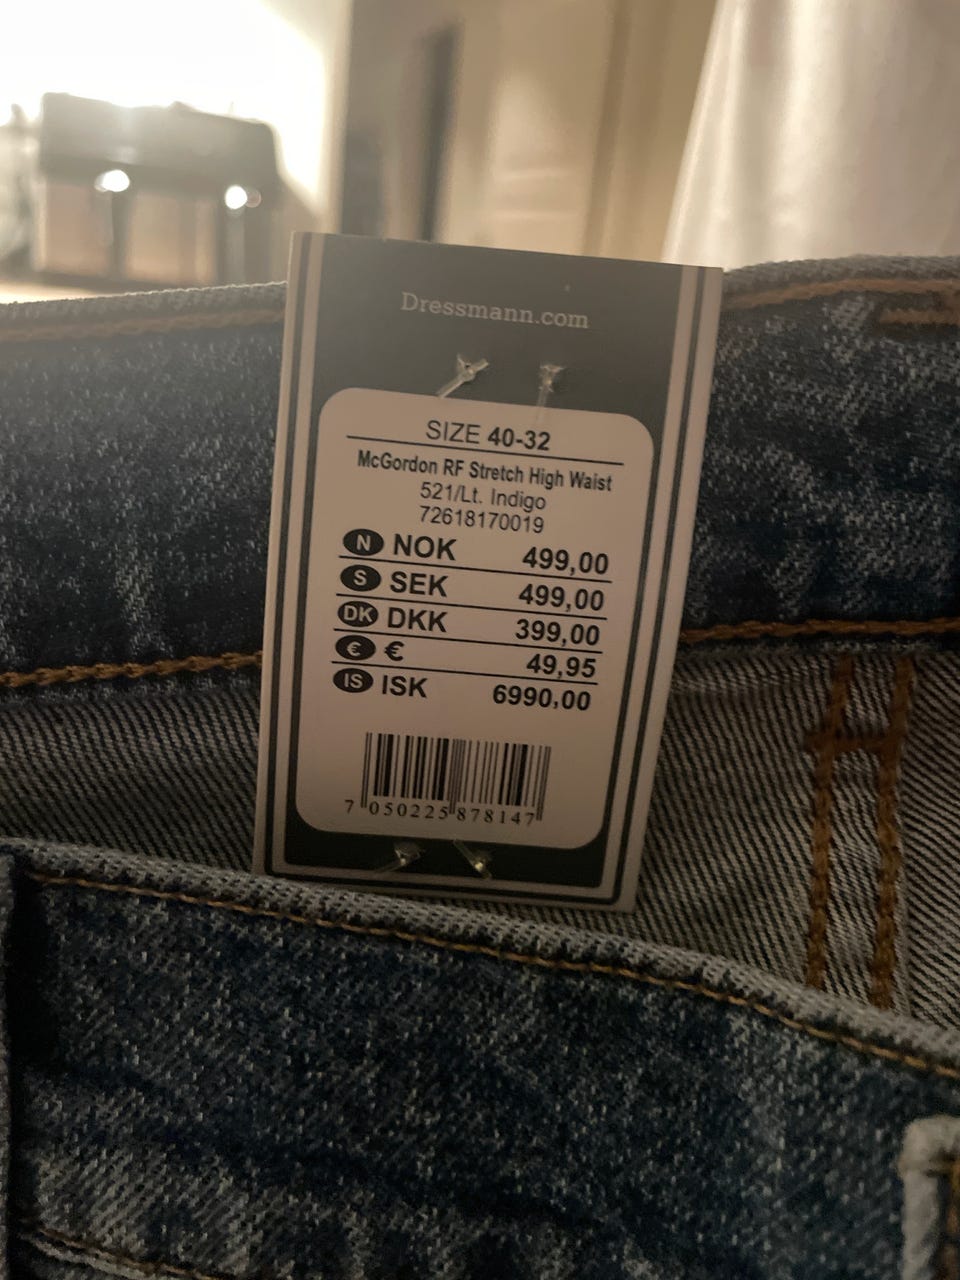 Dressmann.com
SIZE 40-32
McGordon RF Stretch High Waist
521/Lt. Indigo
72618170019
N NOK 499,00
S SEK 499,00
DK DKK 399,00
€ € 49,95
IS ISK 6990,00
7 050225 878147